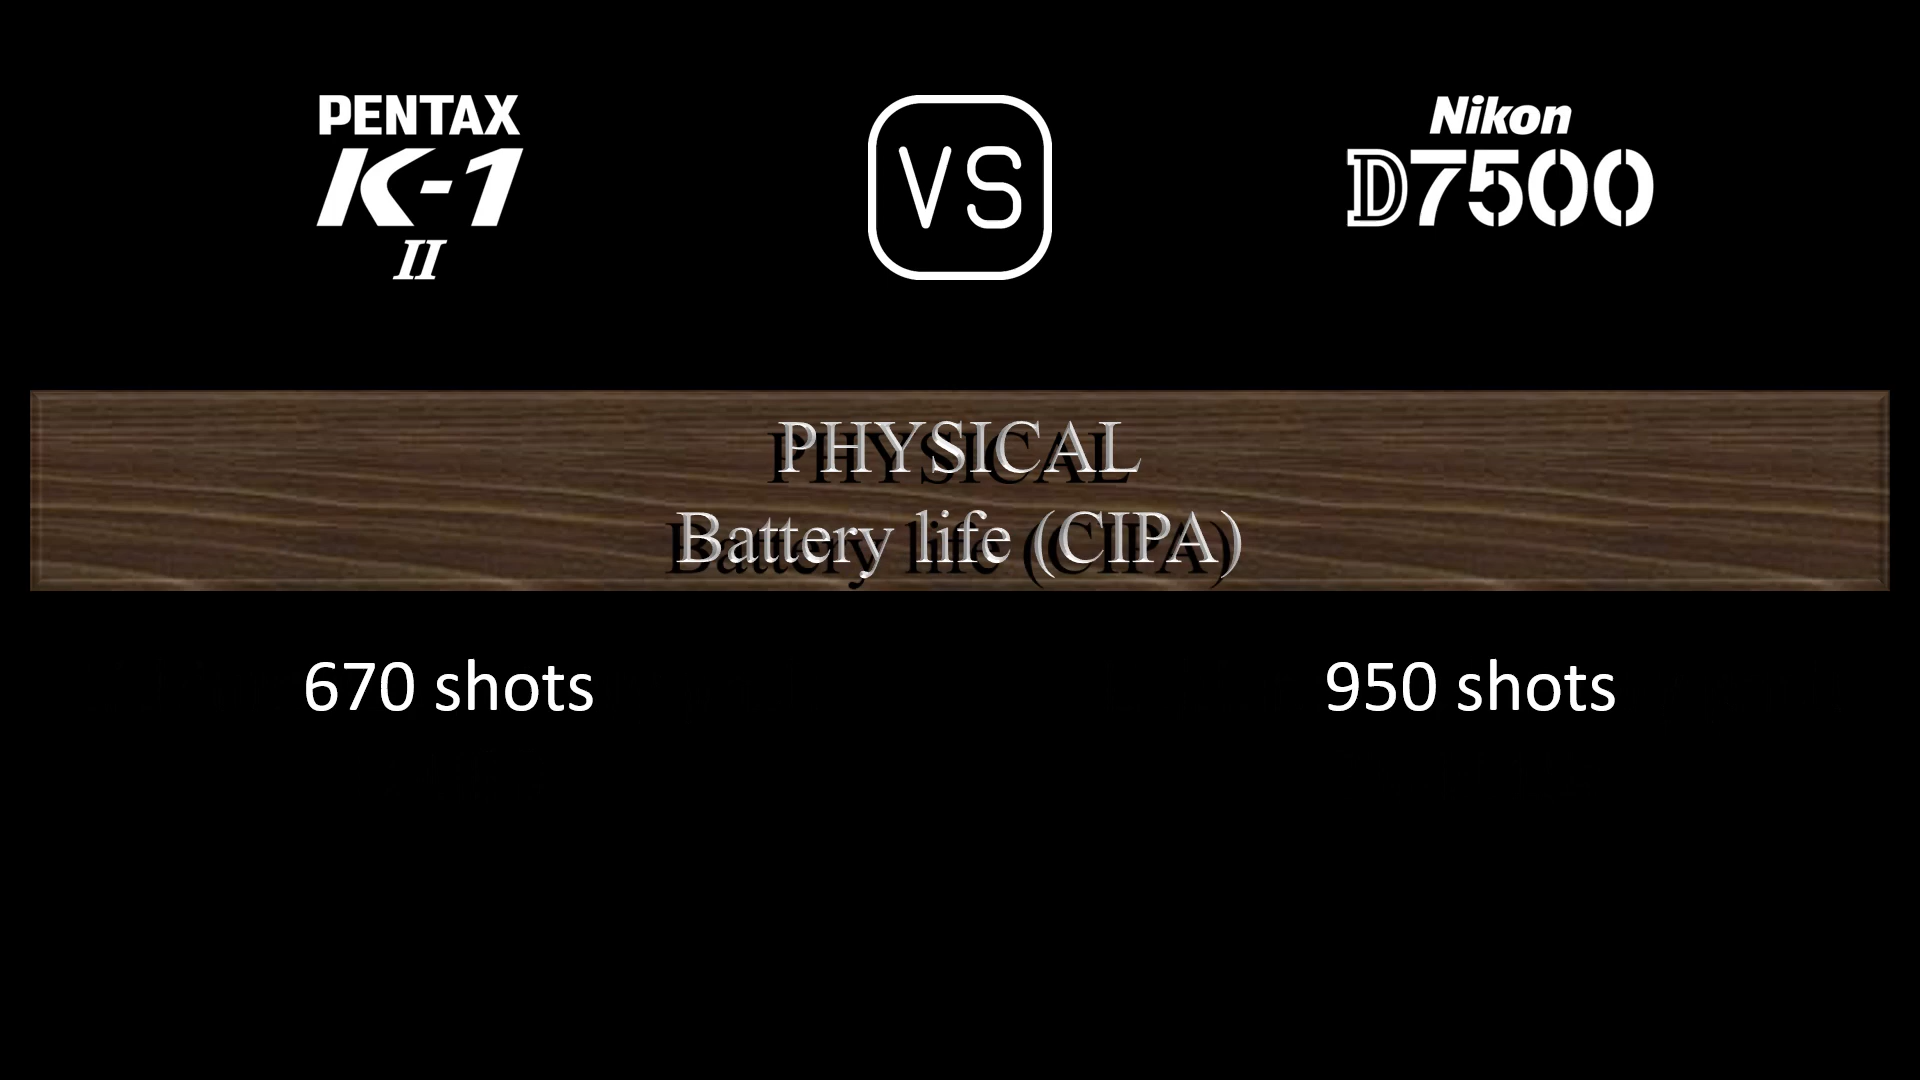 PENTAX
K-1
II
VS
Nikon
D7500
PHYSICAL
Battery life (CIPA)
670 shots
950 shots